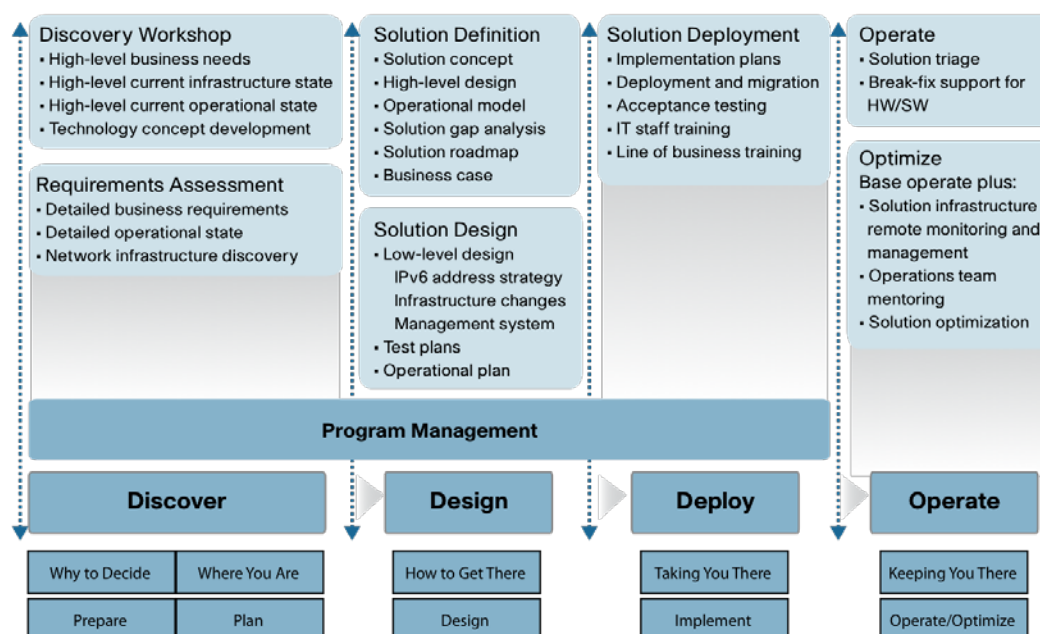 Discovery Workshop
▪ High-level business needs
▪ High-level current infrastructure state
▪ High-level current operational state
▪ Technology concept development
Requirements Assessment
▪ Detailed business requirements
▪ Detailed operational state
▪ Network infrastructure discovery
Solution Definition
▪ Solution concept
▪ High-level design
▪ Operational model
▪ Solution gap analysis
▪ Solution roadmap
▪ Business case
Solution Design
▪ Low-level design
IPv6 address strategy
Infrastructure changes
Management system
▪ Test plans
▪ Operational plan
Solution Deployment
▪ Implementation plans
▪ Deployment and migration
▪ Acceptance testing
▪ IT staff training
▪ Line of business training
Operate
▪ Solution triage
▪ Break-fix support for
HW/SW
Optimize
Base operate plus:
▪ Solution infrastructure
remote monitoring and
management
▪ Operations team
mentoring
▪ Solution optimization
Program Management
Discover
Design
Deploy
Operate
Why to Decide
Where You Are
How to Get There
Taking You There
Keeping You There
Prepare
Plan
Design
Implement
Operate/Optimize